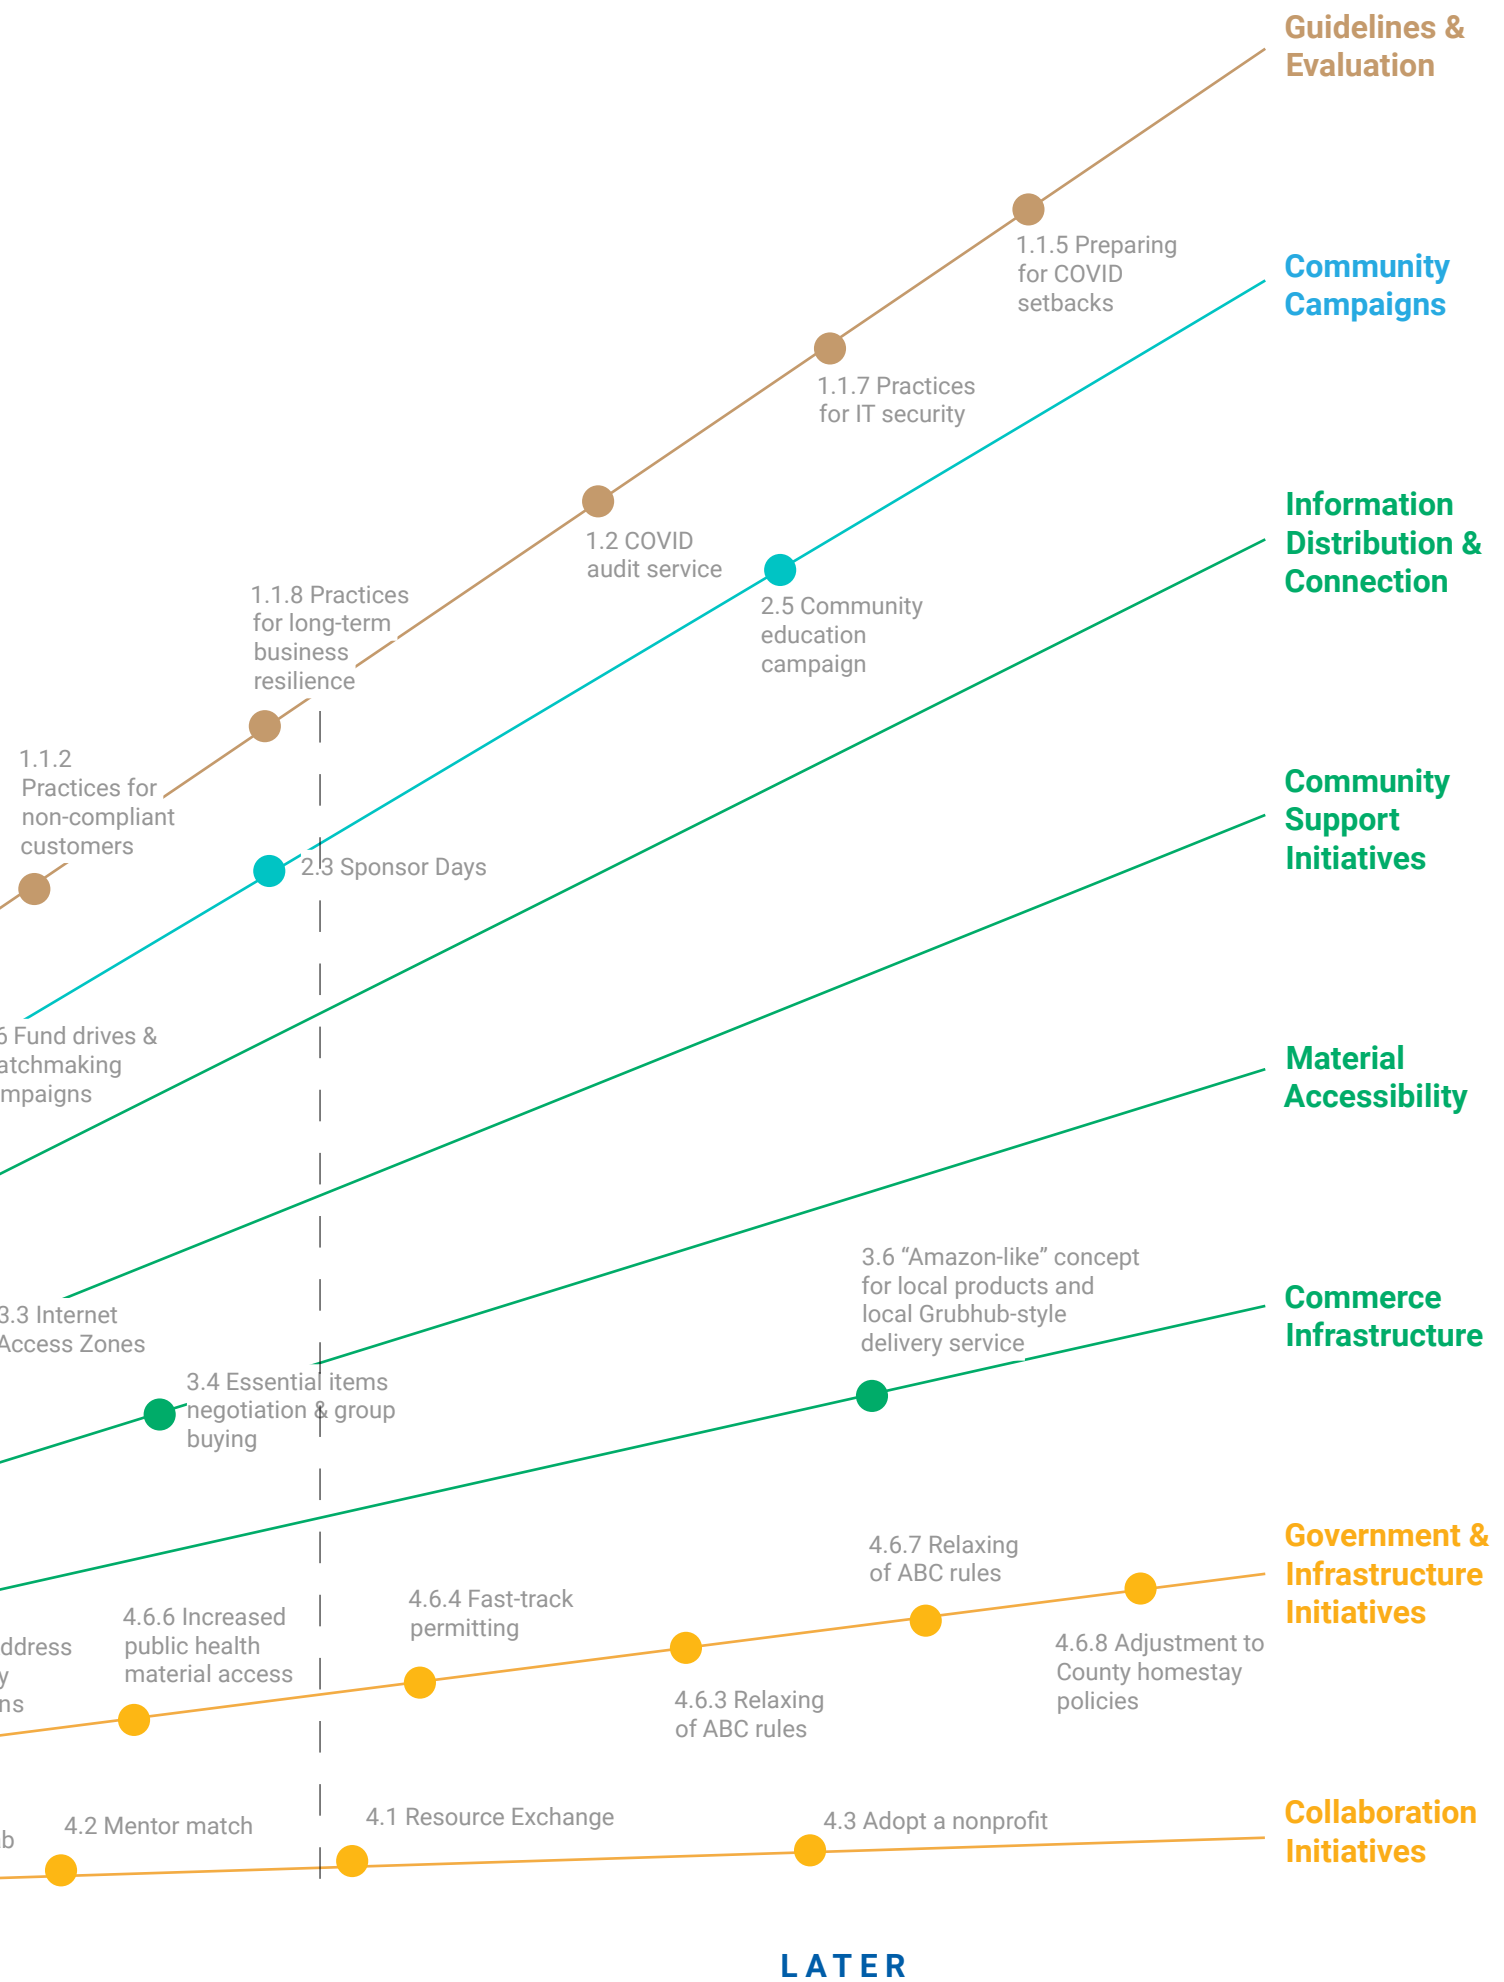 Guidelines &
Evaluation
1.1.5 Preparing
for COVID
setbacks
Community
Campaigns
1.1.7 Practices
for IT security
Information
Distribution &
Connection
1.2 COVID
audit service
1.1.8 Practices
for long-term
business
resilience
2.5 Community
education
campaign
1.1.2
Practices for
non-compliant
customers
Community
Support
Initiatives
2.3 Sponsor Days
6 Fund drives &
atchmaking
mpaigns
Material
Accessibility
3.3 Internet
Access Zones
3.6 “Amazon-like” concept
for local products and
local Grubhub-style
delivery service
Commerce
Infrastructure
3.4 Essential items
negotiation & group
buying
Government &
Infrastructure
Initiatives
4.6.7 Relaxing
of ABC rules
4.6.4 Fast-track
permitting
4.6.6 Increased
public health
material access
ddress
y
ns
4.6.8 Adjustment to
County homestay
policies
4.6.3 Relaxing
of ABC rules
Collaboration
Initiatives
4.1 Resource Exchange
4.3 Adopt a nonprofit
4.2 Mentor match
ab
LATER